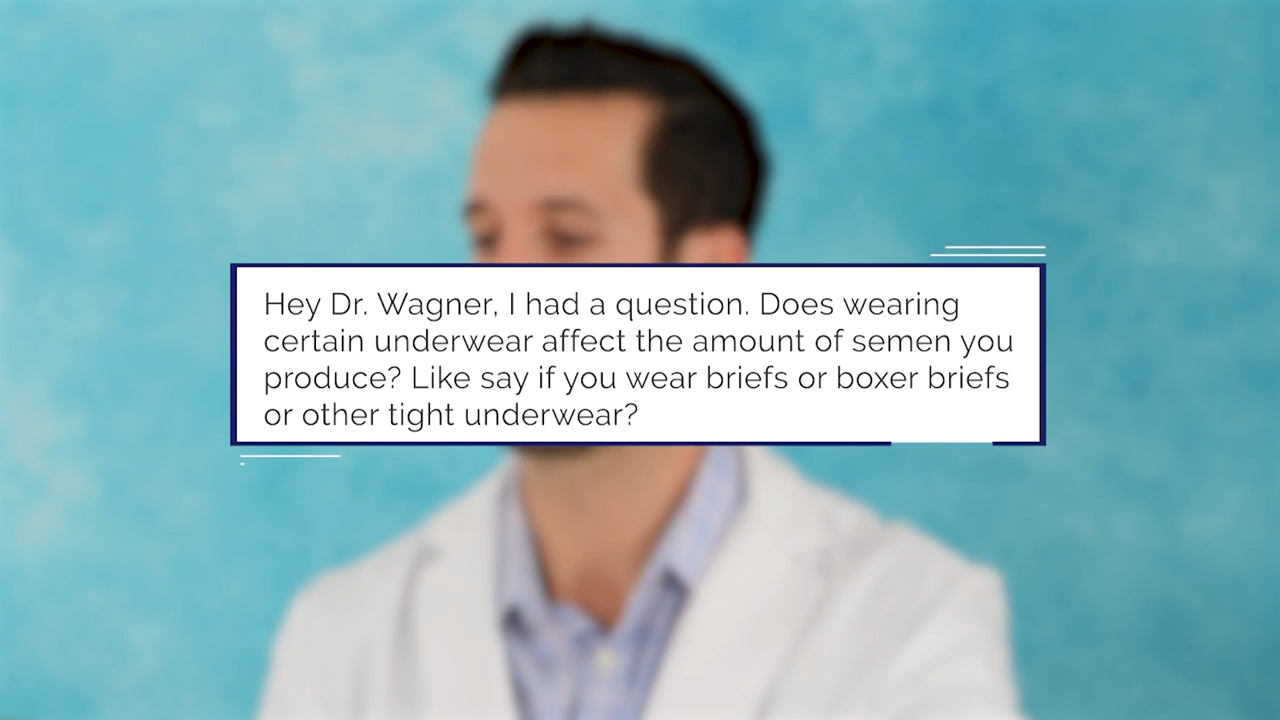 Hey Dr. Wagner, I had a question. Does wearing
certain underwear affect the amount of semen you
produce? Like say if you wear briefs or boxer briefs
or other tight underwear?